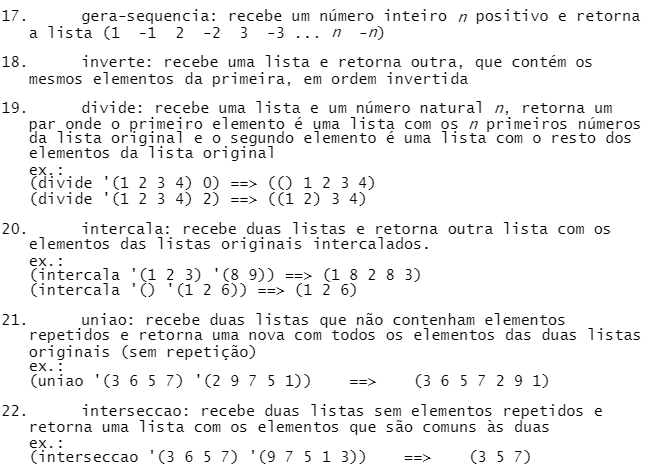 17. gera-sequencia: recebe um número inteiro n positivo e retorna
a lista (1 -1 2 -2 3 -3 ... n -n)
18. inverte: recebe uma lista e retorna outra, que contém os
mesmos elementos da primeira, em ordem invertida
19. divide: recebe uma lista e um número natural n, retorna um
par onde o primeiro elemento é uma lista com os n primeiros números
da lista original e o segundo elemento é uma lista com o resto dos
elementos da lista original
ex.:
(divide '(1 2 3 4) 0) ==> (() 1 2 3 4)
(divide '(1 2 3 4) 2) ==> ((1 2) 3 4)
20. intercala: recebe duas listas e retorna outra lista com os
elementos das listas originais intercalados.
ex.:
(intercala '(1 2 3) '(8 9)) ==> (1 8 2 8 3)
(intercala '() '(1 2 6)) ==> (1 2 6)
21. uniao: recebe duas listas que não contenham elementos
repetidos e retorna uma nova com todos os elementos das duas listas
originais (sem repetição)
ex.:
(uniao '(3 6 5 7) '(2 9 7 5 1)) ==> (3 6 5 7 2 9 1)
22. interseccao: recebe duas listas sem elementos repetidos e
retorna uma lista com os elementos que são comuns às duas
ex.:
(interseccao '(3 6 5 7) '(9 7 5 1 3)) ==> (3 5 7)